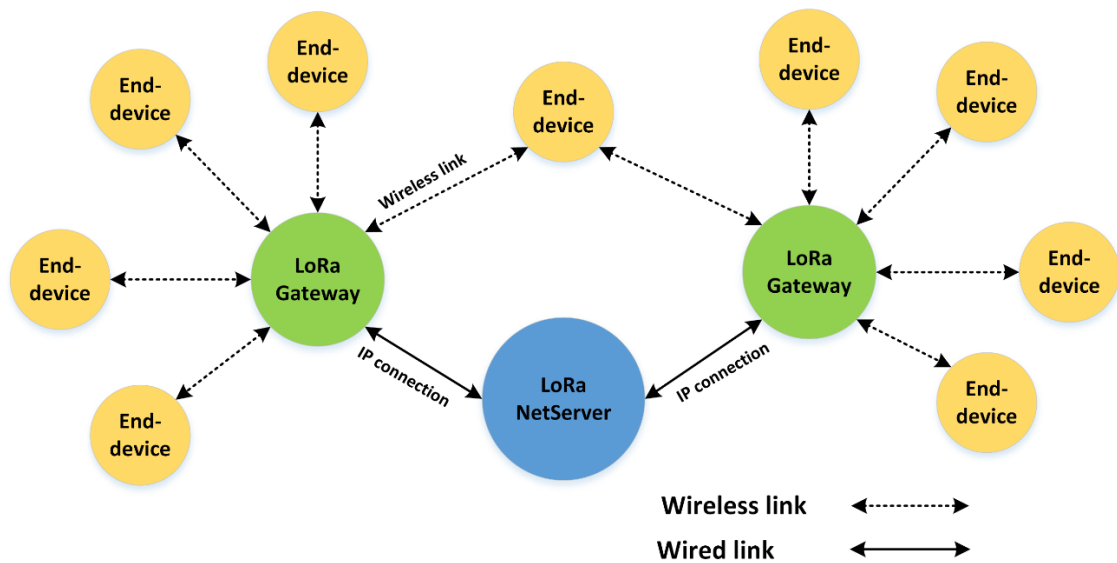 End-
device
End-
device
End-
device
End-
device
End-
device
Wireless link
End-
device
LoRa
Gateway
LoRa
Gateway
End-
device
End-
device
IP connection
IP connection
LoRa
NetServer
End-
device
End-
device
Wireless link
Wired link